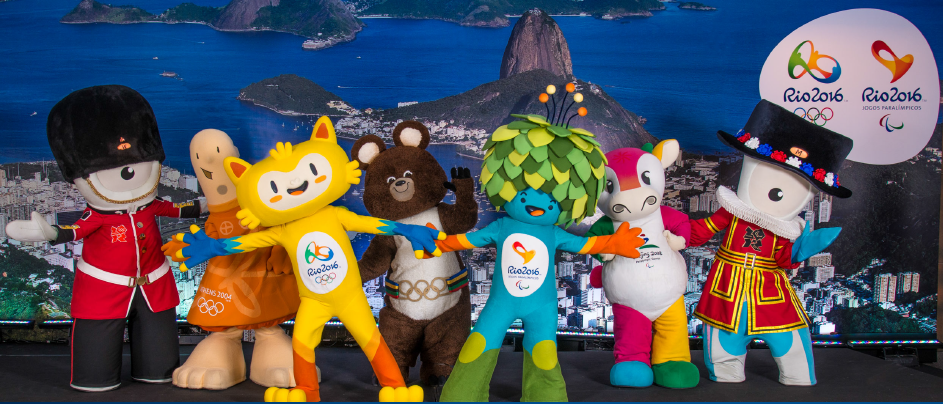 Rio2016
Rio2016
JOGOS PARALÍMPICOS
M
ATHENS 2004
Rio2016
Rio2016
M